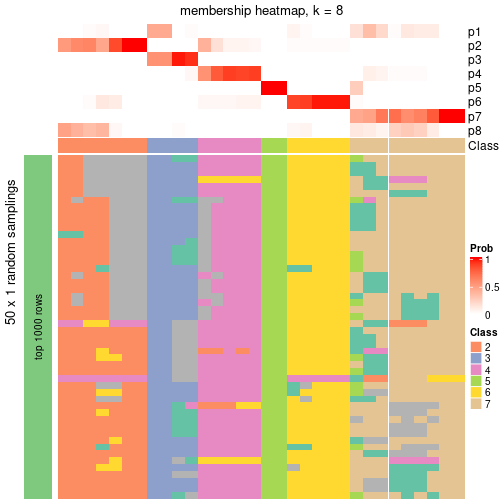 membership heatmap, k = 8
p1
p2
p3
p4
p5
p6
p7
p8
Class
50 x 1 random samplings
top 1000 rows
Prob
1
0.5
0
Class
2
3
4
5
6
7